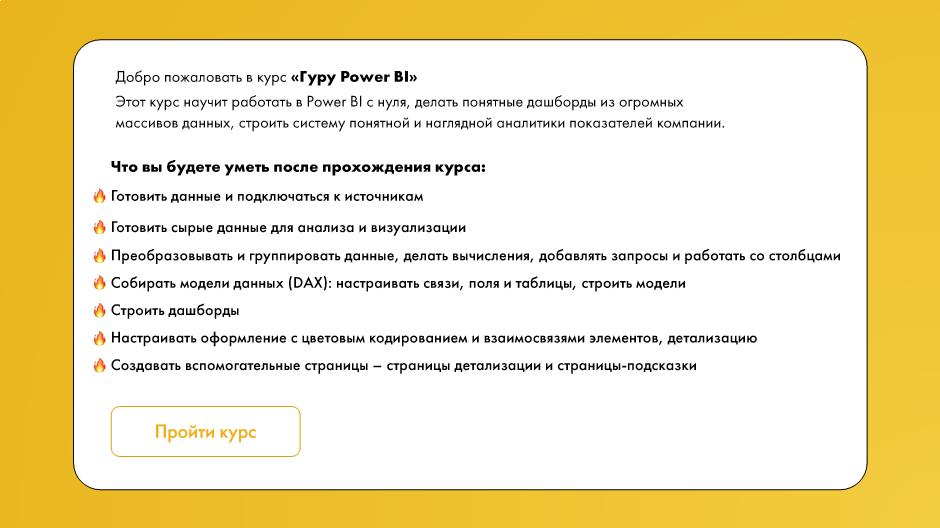 Добро пожаловать в курс «Гуру Power BI»
Этот курс научит работать в Power BI с нуля, делать понятные дашборды из огромных
массивов данных, строить систему понятной и наглядной аналитики показателей компании.
Что вы будете уметь после прохождения курса:
🔥 Готовить данные и подключаться к источникам
🔥 Готовить сырые данные для анализа и визуализации
🔥 Преобразовывать и группировать данные, делать вычисления, добавлять запросы и работать со столбцами
🔥 Собирать модели данных (DAX): настраивать связи, поля и таблицы, строить модели
🔥 Строить дашборды
🔥 Настраивать оформление с цветовым кодированием и взаимосвязями элементов, детализацию
🔥 Создавать вспомогательные страницы – страницы детализации и страницы-подсказки
Пройти курс